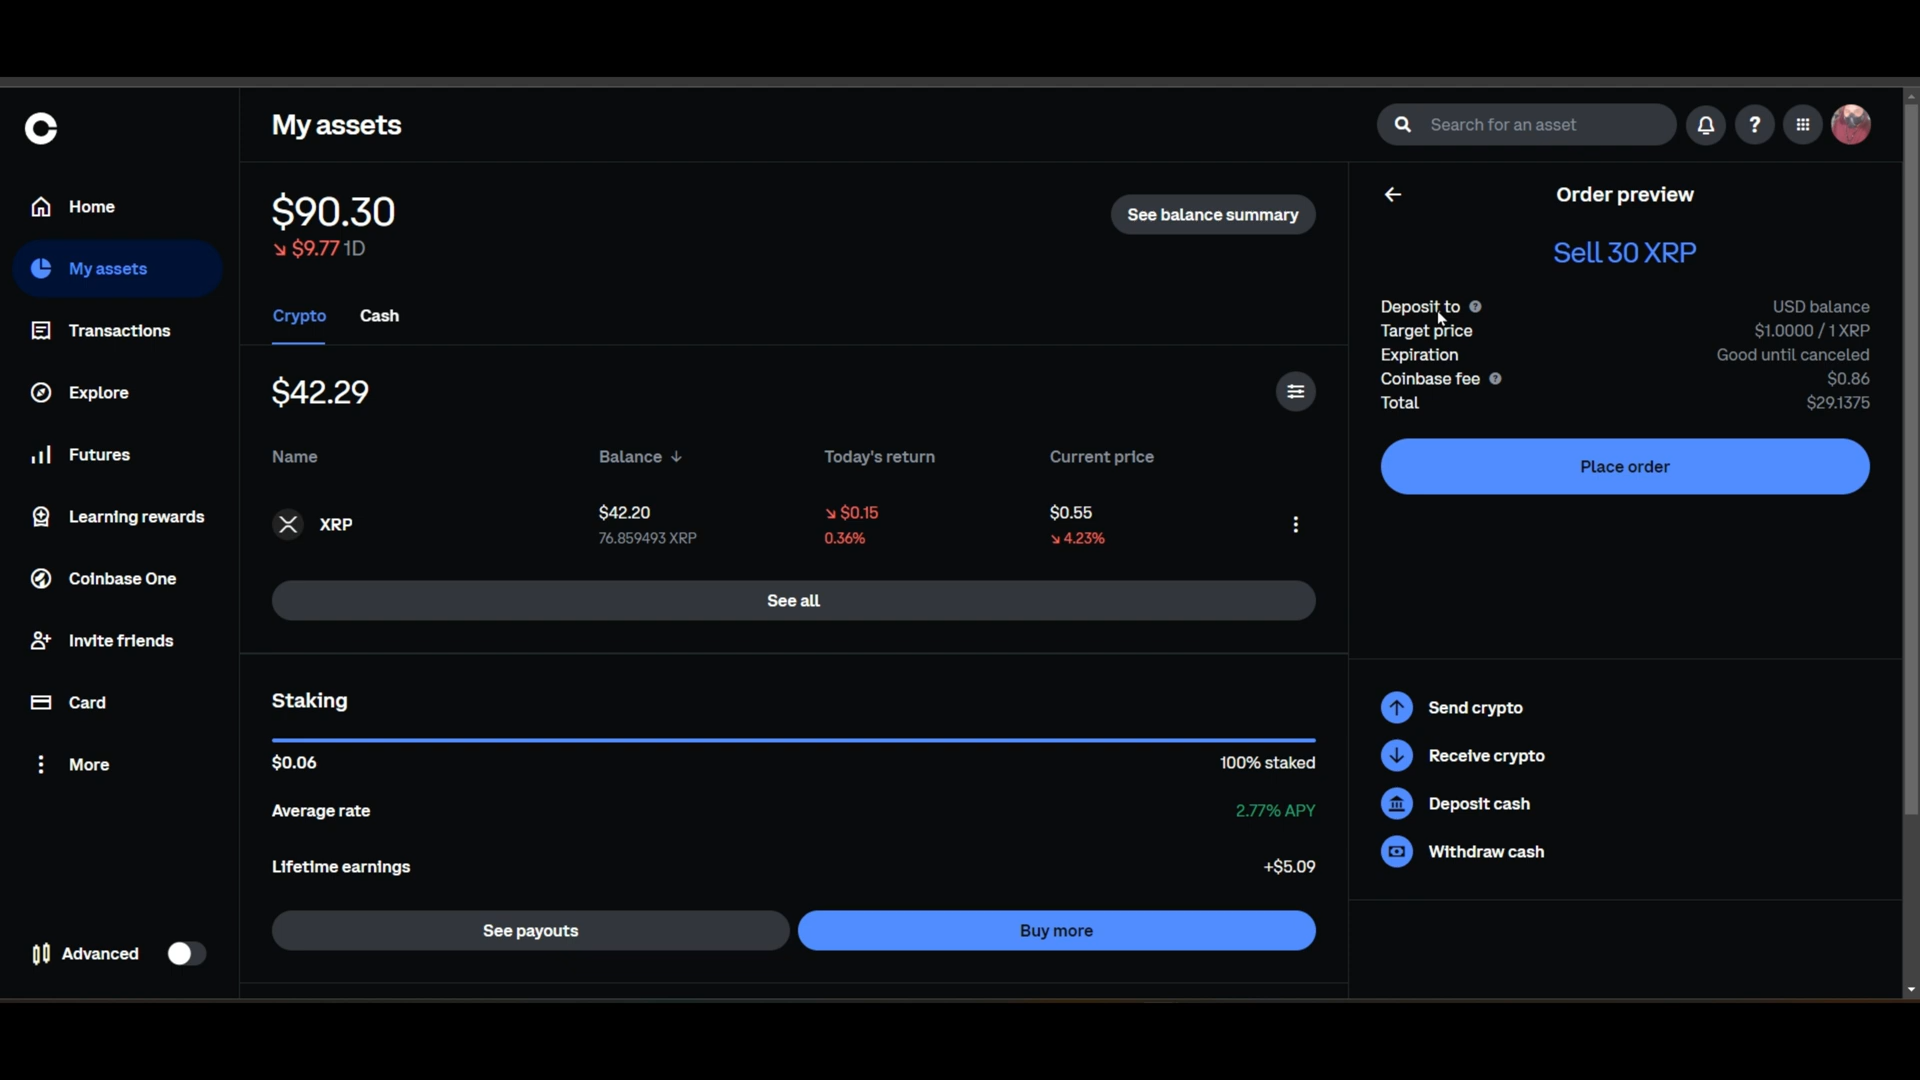 My assets
Search for an asset
?
Home
My assets
Transactions
Explore
Futures
Learning rewards
Coinbase One
Invite friends
Card
More
Advanced
$90.30
↘ $9.77 1D
See balance summary
Crypto Cash
$42.29
Name Balance ↓ Today's return Current price
XRP
$42.20
76.859493 XRP
↘ $0.15
0.36%
$0.55
↘ 4.23%
See all
Staking
$0.06 100% staked
Average rate 2.77% APY
Lifetime earnings +$5.09
See payouts Buy more
Order preview
Sell 30 XRP
Deposit to ? USD balance
Target price $1.0000 / 1 XRP
Expiration Good until canceled
Coinbase fee ? $0.86
Total $29.1375
Place order
Send crypto
Receive crypto
Deposit cash
Withdraw cash